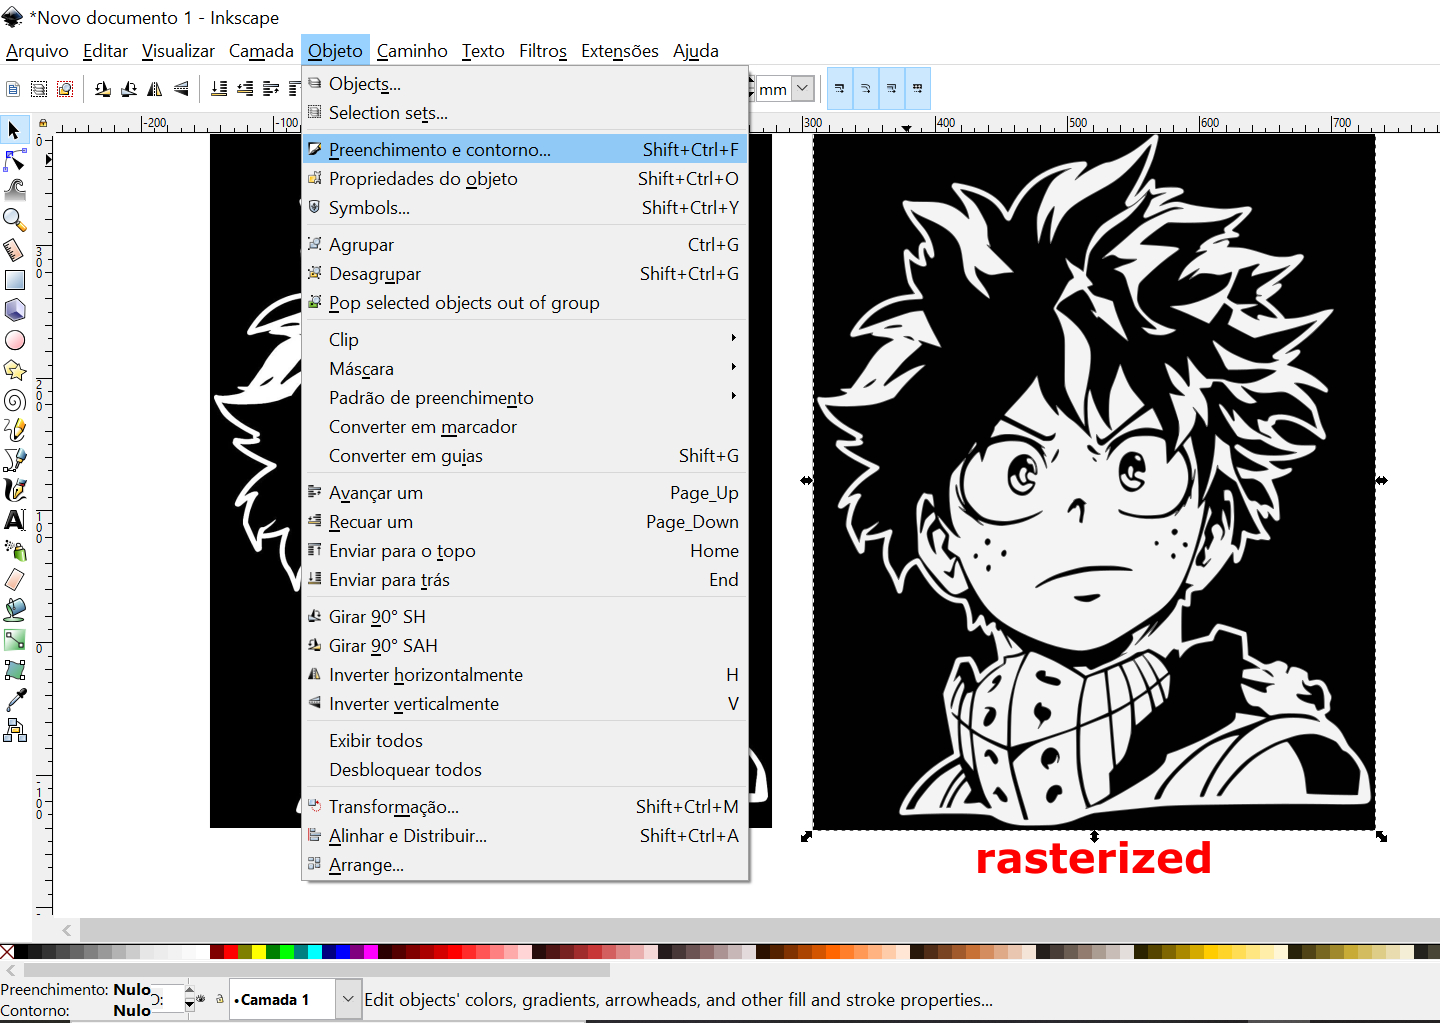 *Novo documento 1 - Inkscape
Arquivo Editar Visualizar Camada Objeto Caminho Texto Filtros Extensões Ajuda
mm
-200 -100 300 400 500 600 700
Objects...
Selection sets...
Preenchimento e contorno... Shift+Ctrl+F
Propriedades do objeto Shift+Ctrl+O
Symbols... Shift+Ctrl+Y
Agrupar Ctrl+G
Desagrupar Shift+Ctrl+G
Pop selected objects out of group
Clip
Máscara
Padrão de preenchimento
Converter em marcador
Converter em guias Shift+G
Avançar um Page_Up
Recuar um Page_Down
Enviar para o topo Home
Enviar para trás End
Girar 90° SH
Girar 90° SAH
Inverter horizontalmente H
Inverter verticalmente V
Exibir todos
Desbloquear todos
Transformação... Shift+Ctrl+M
Alinhar e Distribuir... Shift+Ctrl+A
Arrange...
300
200
100
0
-100
rasterized
Preenchimento: Nulo
Contorno: Nulo
O:
•Camada 1
Edit objects' colors, gradients, arrowheads, and other fill and stroke properties...